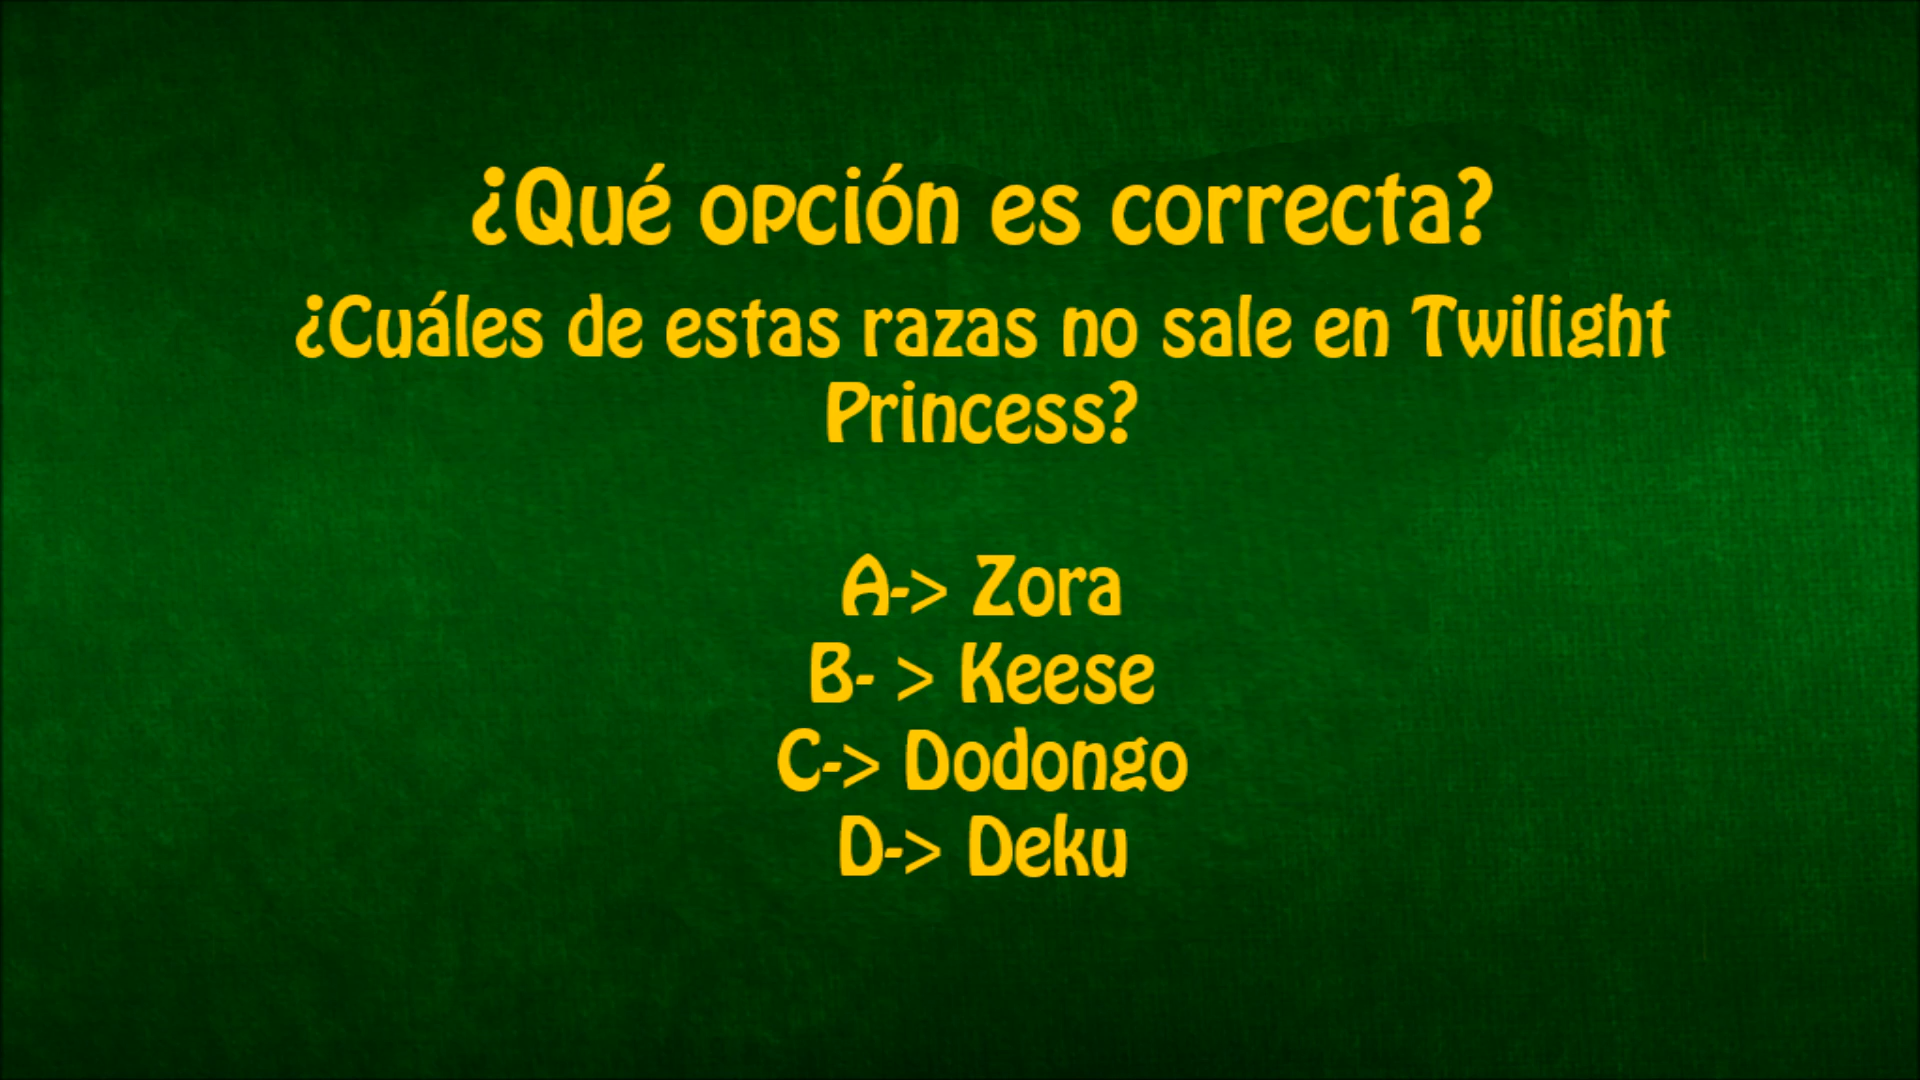 ¿Qué opción es correcta?
¿Cuáles de estas razas no sale en Twilight
Princess?
A-> Zora
B- > Keese
C-> Dodongo
D-> Deku